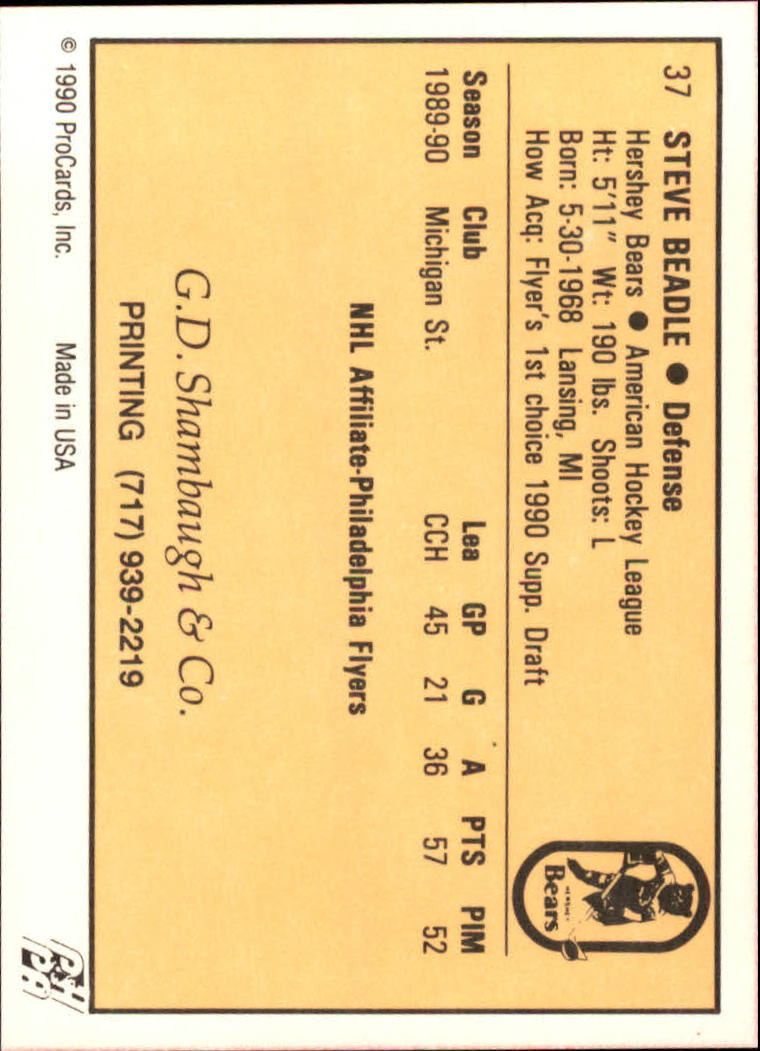 37 STEVE BEADLE ● Defense
Hershey Bears ● American Hockey League
Ht: 5'11" Wt: 190 lbs. Shoots: L
Born: 5-30-1968 Lansing, MI
How Acq: Flyer's 1st choice 1990 Supp. Draft
HERSHEY
Bears
Season Club Lea GP G A PTS PIM
1989-90 Michigan St. CCH 45 21 36 57 52
NHL Affiliate-Philadelphia Flyers
G.D. Shambaugh & Co.
PRINTING (717) 939-2219
© 1990 ProCards, Inc. Made in USA